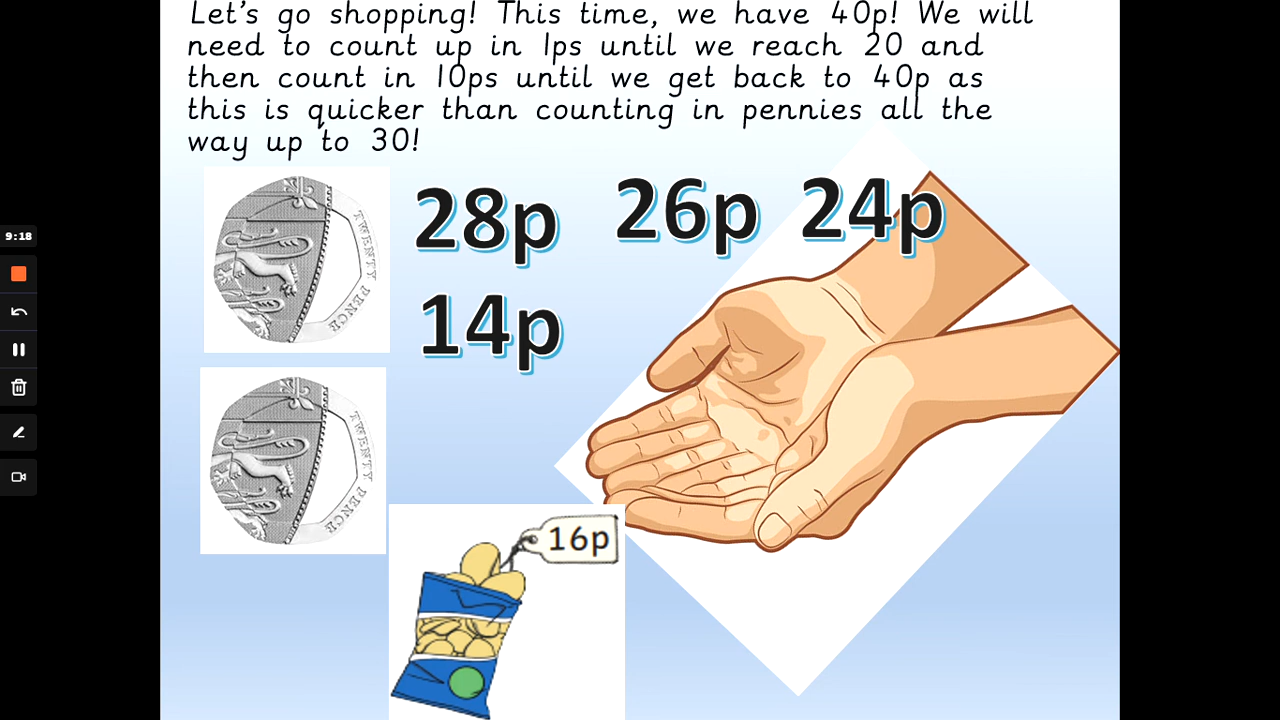 Let's go shopping! This time, we have 40p! We will
need to count up in 1ps until we reach 20 and
then count in 10ps until we get back to 40p as
this is quicker than counting in pennies all the
way up to 30!
28p 26p 24p
14p
TWENTY PENCE
TWENTY PENCE
16p
9:18